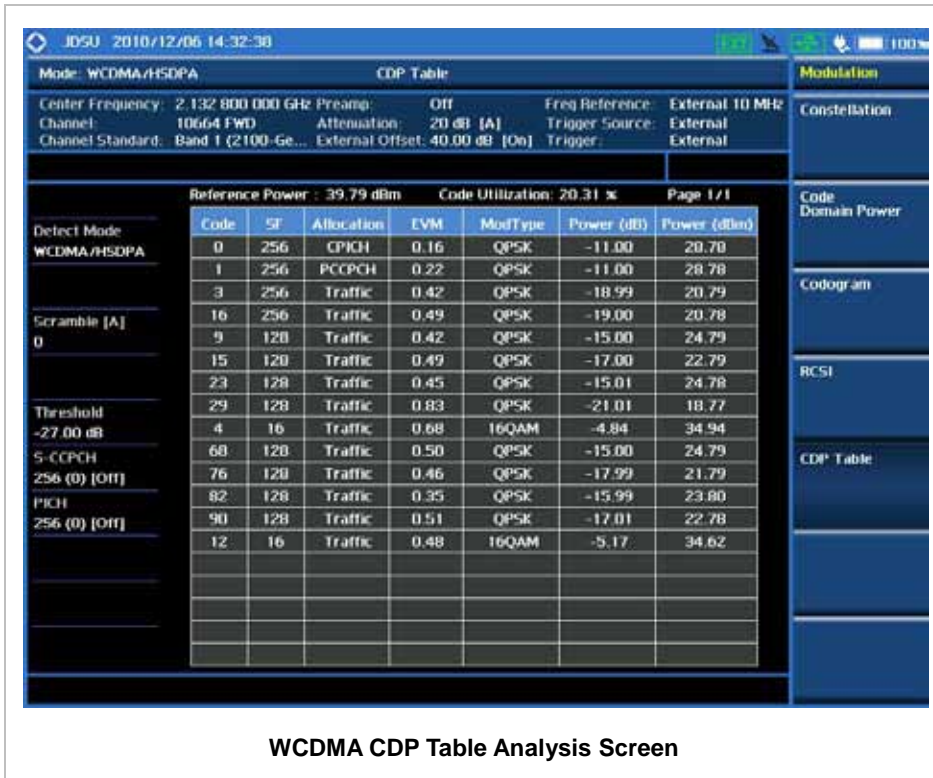 JDSU 2010/12/06 14:32:38 EXT 100%
Mode: WCDMA/HSDPA CDP Table Modulation
Center Frequency: 2.132 800 000 GHz Preamp: Off Freq Reference: External 10 MHz
Channel: 10664 FWD Attenuation: 20 dB [A] Trigger Source: External
Channel Standard: Band 1 (2100-Ge... External Offset: 40.00 dB [On] Trigger: External
Constellation
Code Domain Power
Codogram
RCSI
CDP Table
Reference Power : 39.79 dBm Code Utilization: 20.31 % Page 1/1
Detect Mode
WCDMA/HSDPA
Scramble [A]
0
Threshold
-27.00 dB
S-CCPCH
256 (0) [Off]
PICH
256 (0) [Off]
Code SF Allocation EVM ModType Power (dB) Power (dBm)
0 256 CPICH 0.16 QPSK -11.00 28.78
1 256 PCCPCH 0.22 QPSK -11.00 28.78
3 256 Traffic 0.42 QPSK -18.99 20.79
16 256 Traffic 0.49 QPSK -19.00 20.78
9 128 Traffic 0.42 QPSK -15.00 24.79
15 128 Traffic 0.49 QPSK -17.00 22.79
23 128 Traffic 0.45 QPSK -15.01 24.78
29 128 Traffic 0.83 QPSK -21.01 18.77
4 16 Traffic 0.68 16QAM -4.84 34.94
68 128 Traffic 0.50 QPSK -15.00 24.79
76 128 Traffic 0.46 QPSK -17.99 21.79
82 128 Traffic 0.35 QPSK -15.99 23.80
90 128 Traffic 0.51 QPSK -17.01 22.78
12 16 Traffic 0.48 16QAM -5.17 34.62
WCDMA CDP Table Analysis Screen